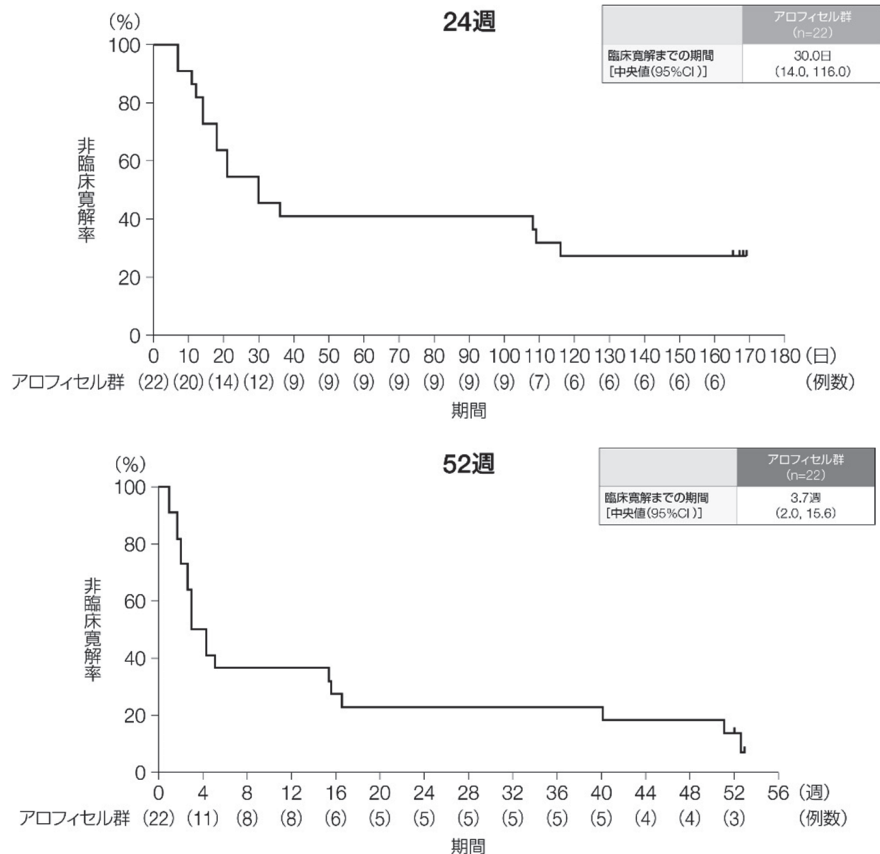 24週
(%)
アロフィセル群
(n=22)
臨床寛解までの期間
[中央値(95%CI)]
30.0日
(14.0, 116.0)
100
80
60
40
20
0
非臨床寛解率
0 10 20 30 40 50 60 70 80 90 100 110 120 130 140 150 160 170 180 (日)
アロフィセル群 (22) (20) (14) (12) (9) (9) (9) (9) (9) (9) (9) (7) (6) (6) (6) (6) (6) (例数)
期間
52週
(%)
アロフィセル群
(n=22)
臨床寛解までの期間
[中央値(95%CI)]
3.7週
(2.0, 15.6)
100
80
60
40
20
0
非臨床寛解率
0 4 8 12 16 20 24 28 32 36 40 44 48 52 56 (週)
アロフィセル群 (22) (11) (8) (8) (6) (5) (5) (5) (5) (5) (5) (4) (4) (3) (例数)
期間